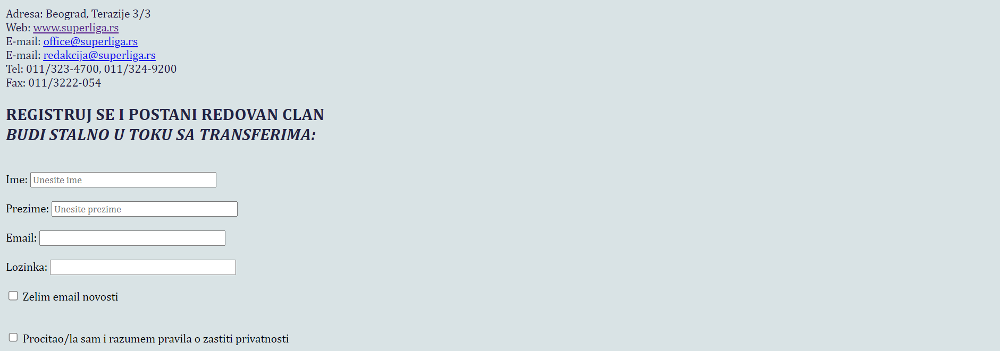 Adresa: Beograd, Terazije 3/3
Web: www.superliga.rs
E-mail: office@superliga.rs
E-mail: redakcija@superliga.rs
Tel: 011/323-4700, 011/324-9200
Fax: 011/3222-054
REGISTRUJ SE I POSTANI REDOVAN CLAN
BUDI STALNO U TOKU SA TRANSFERIMA:
Ime: Unesite ime
Prezime: Unesite prezime
Email:
Lozinka:
Zelim email novosti
Procitao/la sam i razumem pravila o zastiti privatnosti